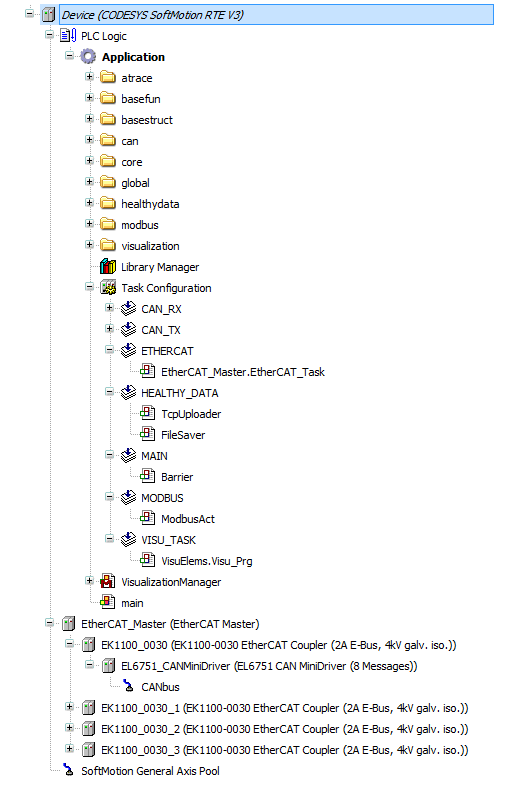 Device (CODESYS SoftMotion RTE V3)
PLC Logic
Application
atrace
basefun
basestruct
can
core
global
healthydata
modbus
visualization
Library Manager
Task Configuration
CAN_RX
CAN_TX
ETHERCAT
EtherCAT_Master.EtherCAT_Task
HEALTHY_DATA
TcpUploader
FileSaver
MAIN
Barrier
MODBUS
ModbusAct
VISU_TASK
VisuElems.Visu_Prg
VisualizationManager
main
EtherCAT_Master (EtherCAT Master)
EK1100_0030 (EK1100-0030 EtherCAT Coupler (2A E-Bus, 4kV galv. iso.))
EL6751_CANMiniDriver (EL6751 CAN MiniDriver (8 Messages))
CANbus
EK1100_0030_1 (EK1100-0030 EtherCAT Coupler (2A E-Bus, 4kV galv. iso.))
EK1100_0030_2 (EK1100-0030 EtherCAT Coupler (2A E-Bus, 4kV galv. iso.))
EK1100_0030_3 (EK1100-0030 EtherCAT Coupler (2A E-Bus, 4kV galv. iso.))
SoftMotion General Axis Pool